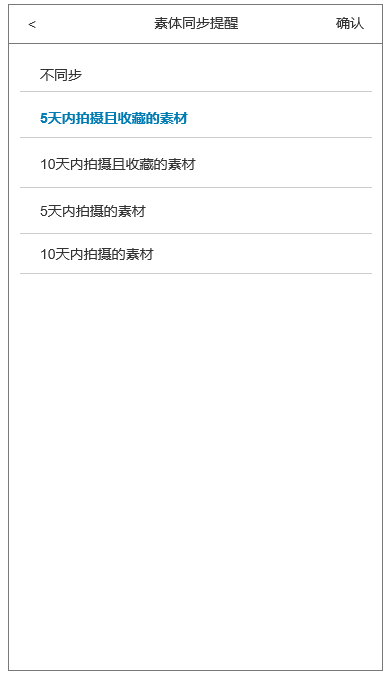 < 素体同步提醒 确认
不同步
5天内拍摄且收藏的素材
10天内拍摄且收藏的素材
5天内拍摄的素材
10天内拍摄的素材